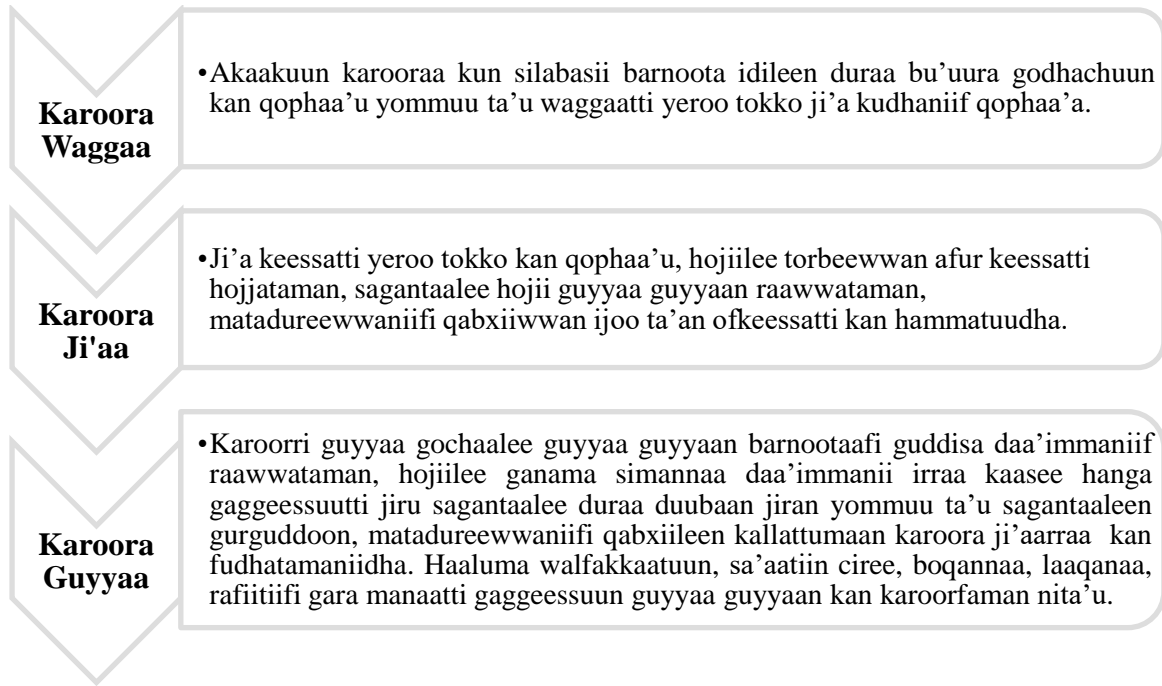 Karoora
Waggaa
•Akaakuun karooraa kun silabasii barnoota idileen duraa bu’uura godhachuun
kan qophaa’u yommuu ta’u waggaatti yeroo tokko ji’a kudhaniif qophaa’a.
Karoora
Ji'aa
•Ji’a keessatti yeroo tokko kan qophaa’u, hojiilee torbeewwan afur keessatti
hojjataman, sagantaalee hojii guyyaa guyyaan raawwataman,
matadureewwaniifi qabxiiwwan ijoo ta’an ofkeessatti kan hammatuudha.
Karoora
Guyyaa
•Karoorri guyyaa gochaalee guyyaa guyyaan barnootaafi guddisa daa’immaniif
raawwataman, hojiilee ganama simannaa daa’immanii irraa kaasee hanga
gaggeessuutti jiru sagantaalee duraa duubaan jiran yommuu ta’u sagantaaleen
gurguddoon, matadureewwaniifi qabxiileen kallattumaan karoora ji’aarraa kan
fudhatamaniidha. Haaluma walfakkaatuun, sa’aatiin ciree, boqannaa, laaqanaa,
rafiitiifi gara manaatti gaggeessuun guyyaa guyyaan kan karoorfaman nita’u.